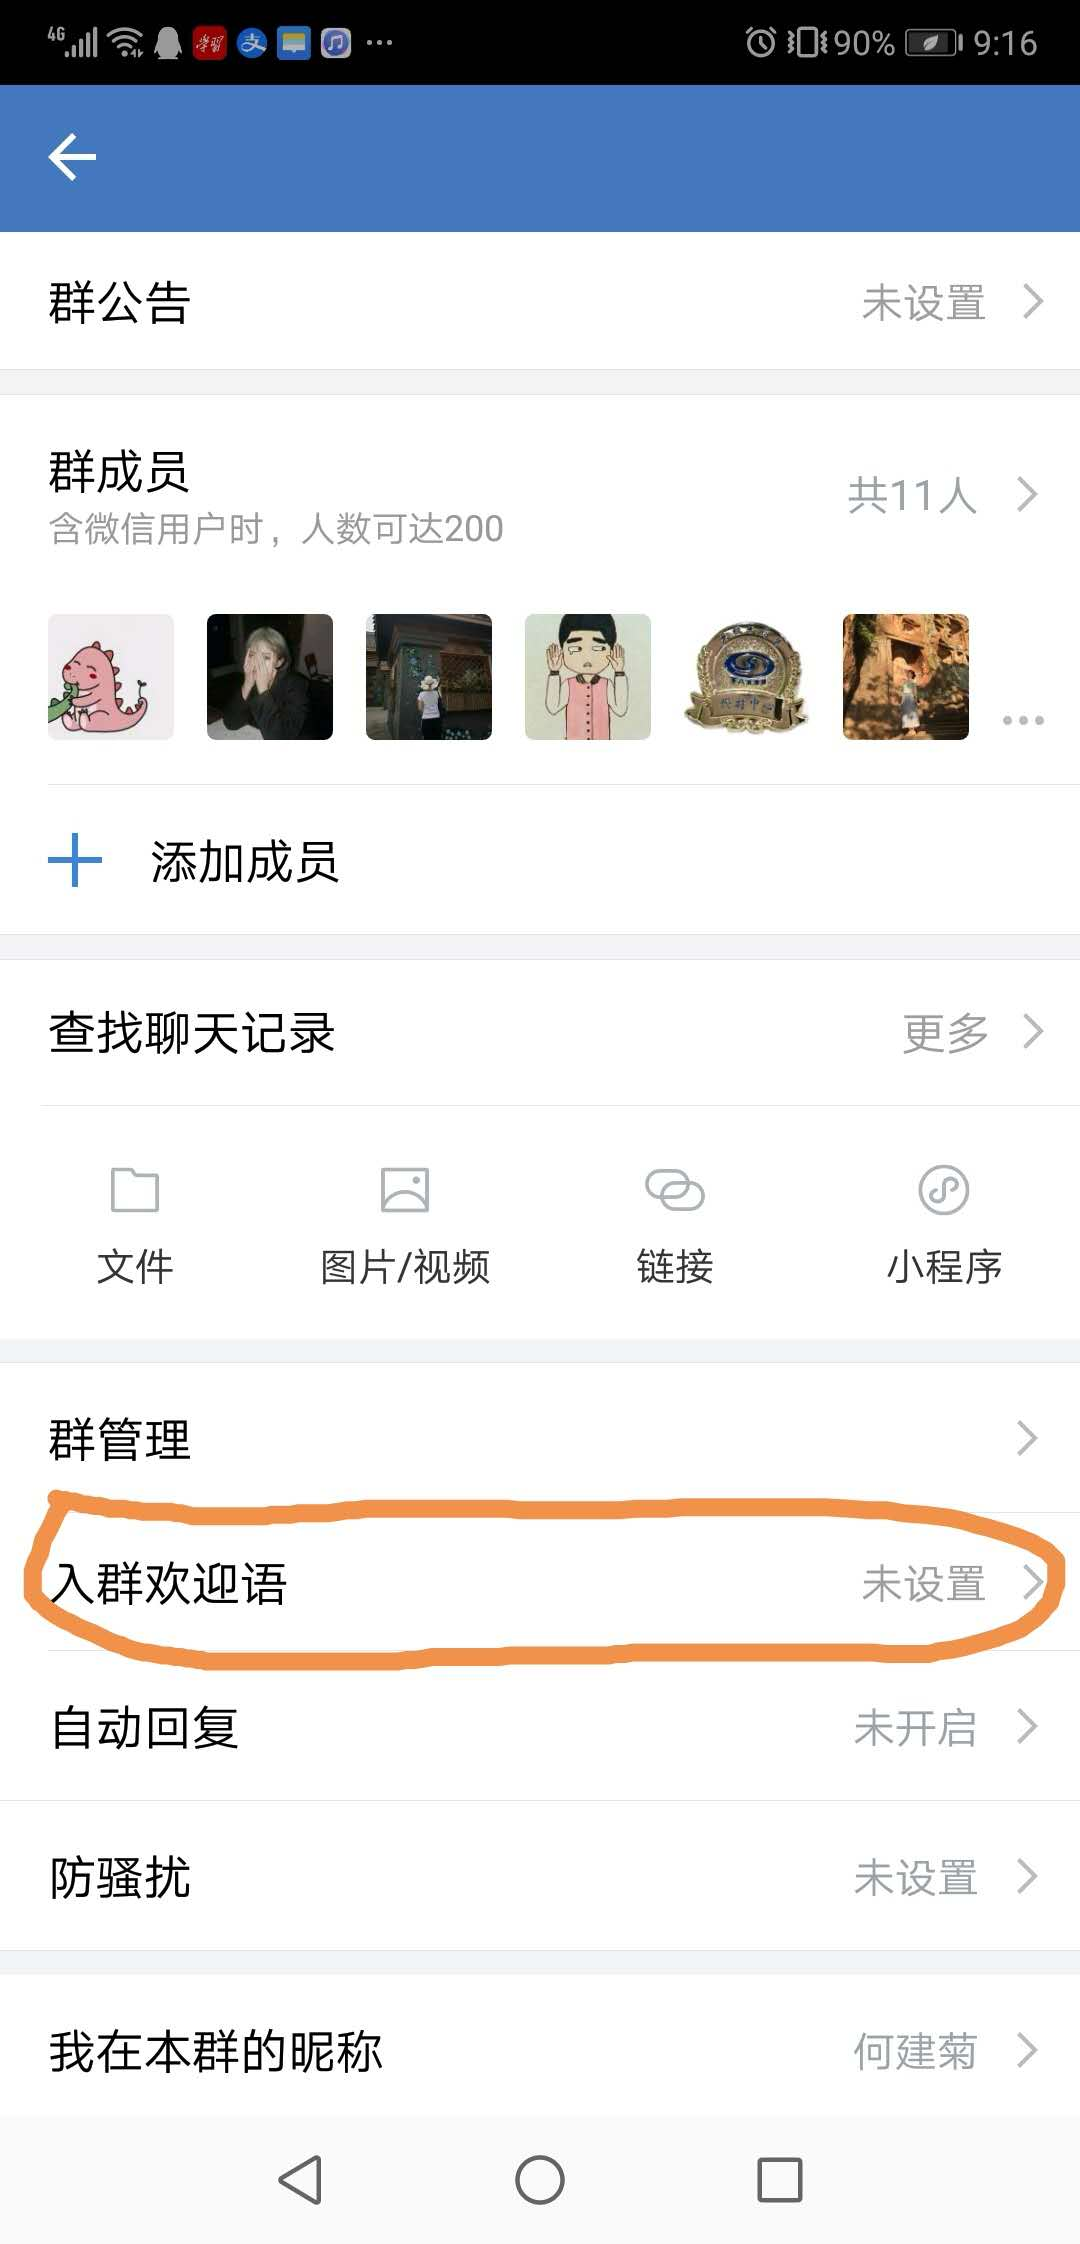 4G 学习 支 90% 9:16
群公告 未设置
群成员
含微信用户时，人数可达200
共11人
添加成员
查找聊天记录 更多
文件 图片/视频 链接 小程序
群管理
入群欢迎语 未设置
自动回复 未开启
防骚扰 未设置
我在本群的昵称 何建菊